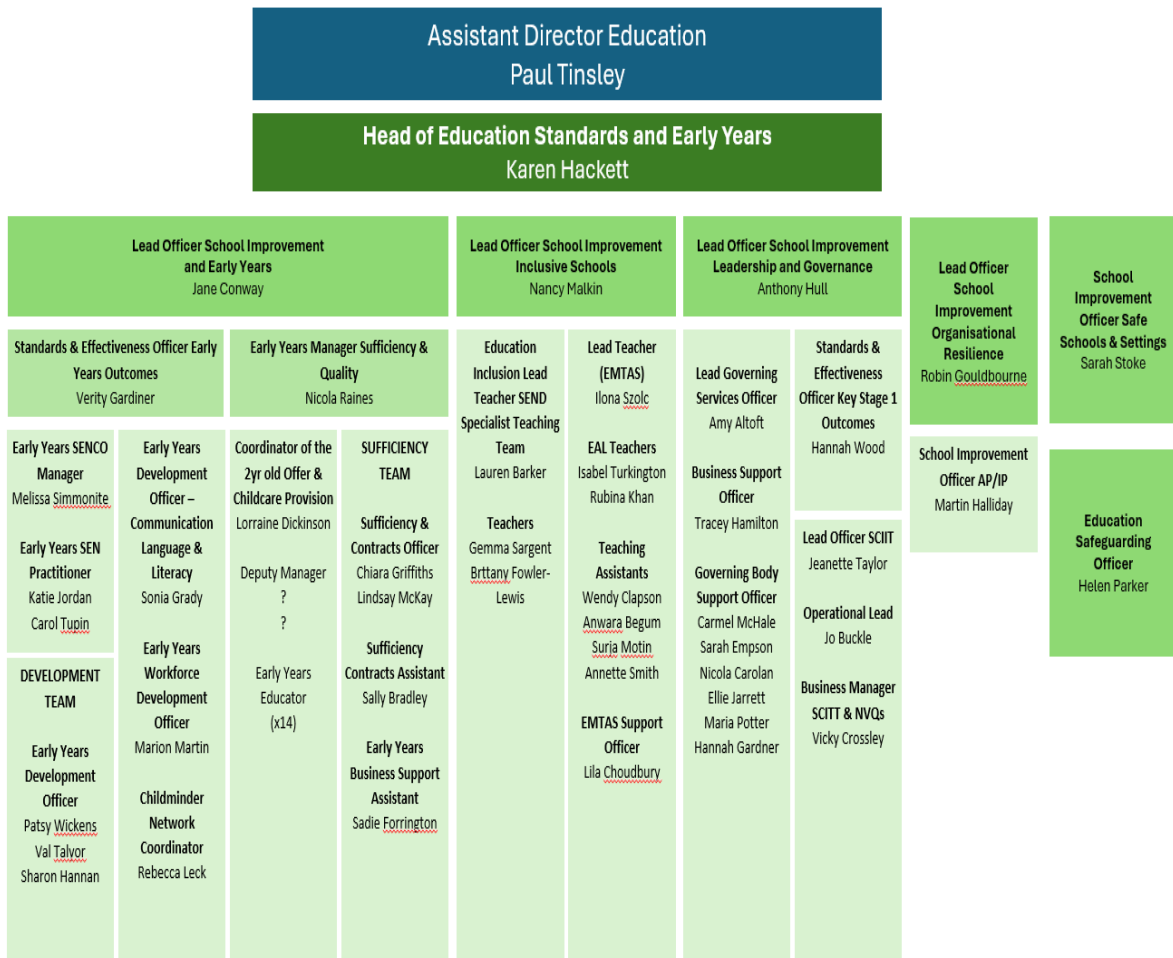 Assistant Director Education
Paul Tinsley
Head of Education Standards and Early Years
Karen Hackett
Lead Officer School Improvement
and Early Years
Jane Conway
Lead Officer School Improvement
Inclusive Schools
Nancy Malkin
Lead Officer School Improvement
Leadership and Governance
Anthony Hull
Lead Officer
School
Improvement
Organisational
Resilience
Robin Gouldbourne
School
Improvement
Officer Safe
Schools & Settings
Sarah Stoke
Standards & Effectiveness Officer Early
Years Outcomes
Verity Gardiner
Early Years Manager Sufficiency &
Quality
Nicola Raines
Early Years SENCO
Manager
Melissa Simmonite
Early Years SEN
Practitioner
Katie Jordan
Carol Tupin
DEVELOPMENT
TEAM
Early Years
Development
Officer
Patsy Wickens
Val Talvor
Sharon Hannan
Early Years
Development
Officer –
Communication
Language &
Literacy
Sonia Grady
Early Years
Workforce
Development
Officer
Marion Martin
Childminder
Network
Coordinator
Rebecca Leck
Coordinator of the
2yr old Offer &
Childcare Provision
Lorraine Dickinson
Deputy Manager
?
?
Early Years
Educator
(x14)
SUFFICIENCY
TEAM
Sufficiency &
Contracts Officer
Chiara Griffiths
Lindsay McKay
Sufficiency
Contracts Assistant
Sally Bradley
Early Years
Business Support
Assistant
Sadie Forrington
Education
Inclusion Lead
Teacher SEND
Specialist Teaching
Team
Lauren Barker
Teachers
Gemma Sargent
Brttany Fowler-
Lewis
Lead Teacher
(EMTAS)
Ilona Szolc
EAL Teachers
Isabel Turkington
Rubina Khan
Teaching
Assistants
Wendy Clapson
Anwara Begum
Surja Motin
Annette Smith
EMTAS Support
Officer
Lila Choudbury
Lead Governing
Services Officer
Amy Altoft
Business Support
Officer
Tracey Hamilton
Governing Body
Support Officer
Carmel McHale
Sarah Empson
Nicola Carolan
Ellie Jarrett
Maria Potter
Hannah Gardner
Standards &
Effectiveness
Officer Key Stage 1
Outcomes
Hannah Wood
Lead Officer SCIIT
Jeanette Taylor
Operational Lead
Jo Buckle
Business Manager
SCITT & NVQs
Vicky Crossley
School Improvement
Officer AP/IP
Martin Halliday
Education
Safeguarding
Officer
Helen Parker